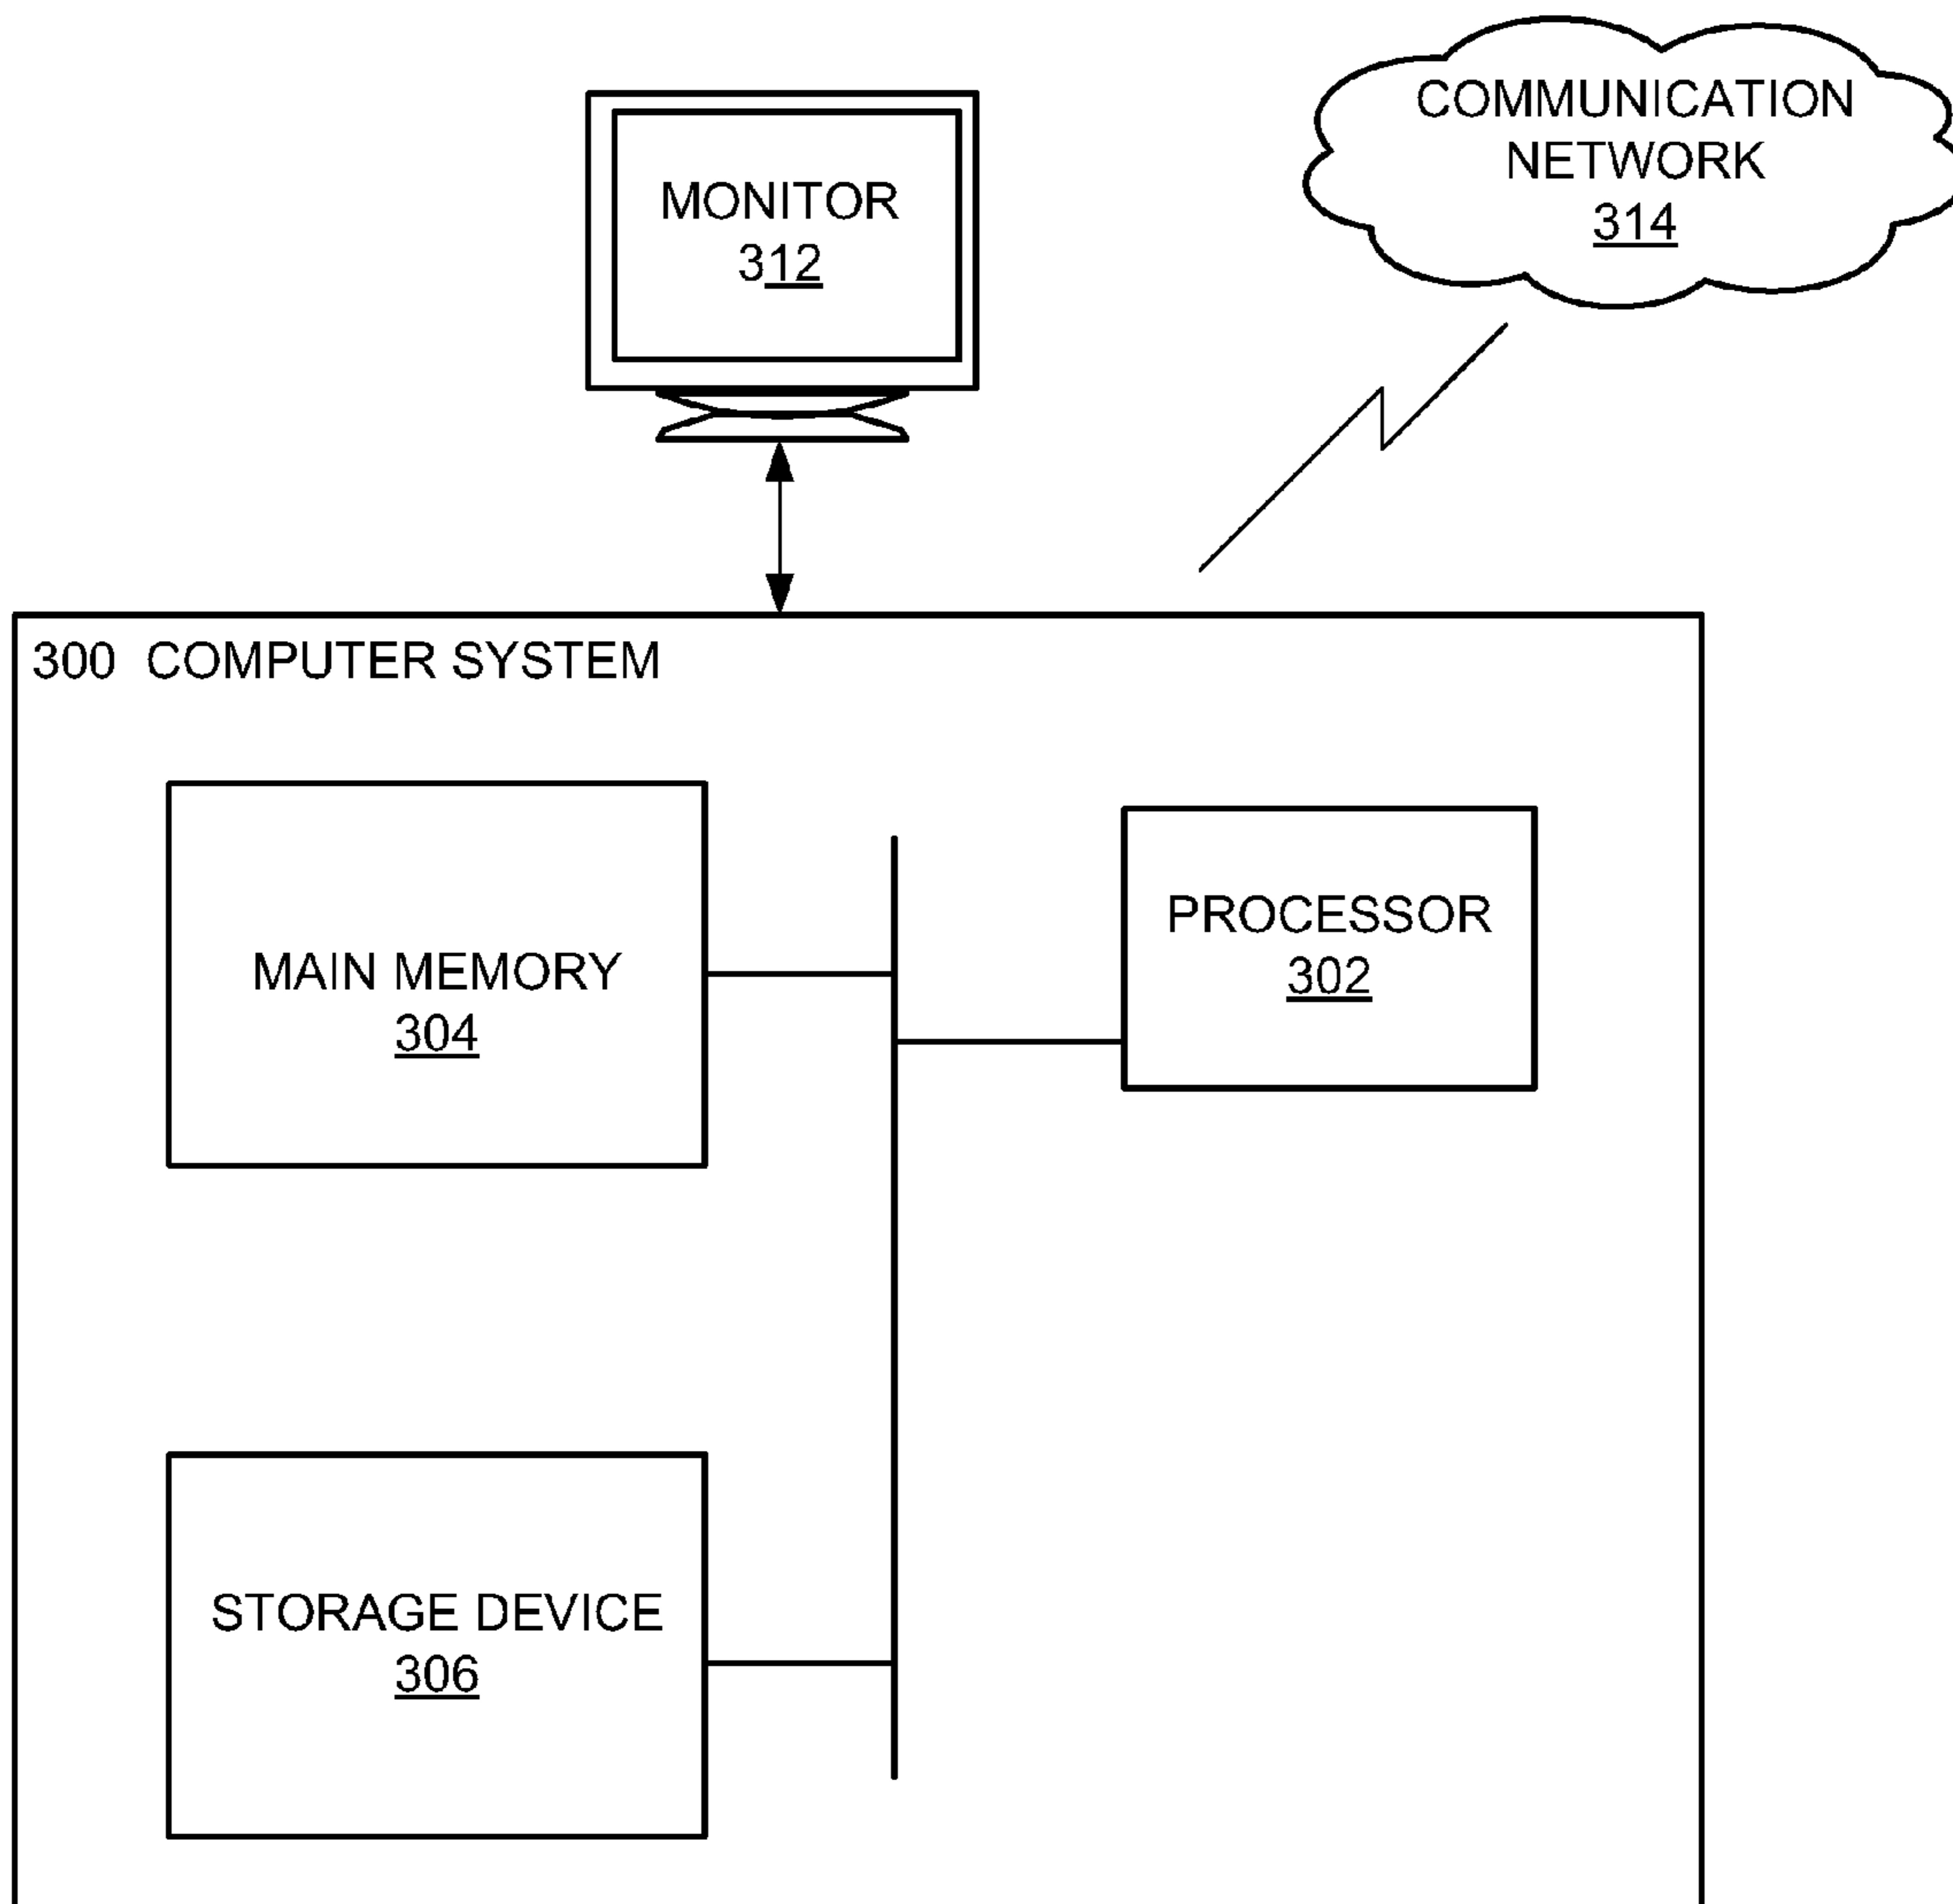 COMMUNICATION
NETWORK
314
MONITOR
312
300 COMPUTER SYSTEM
MAIN MEMORY
304
PROCESSOR
302
STORAGE DEVICE
306